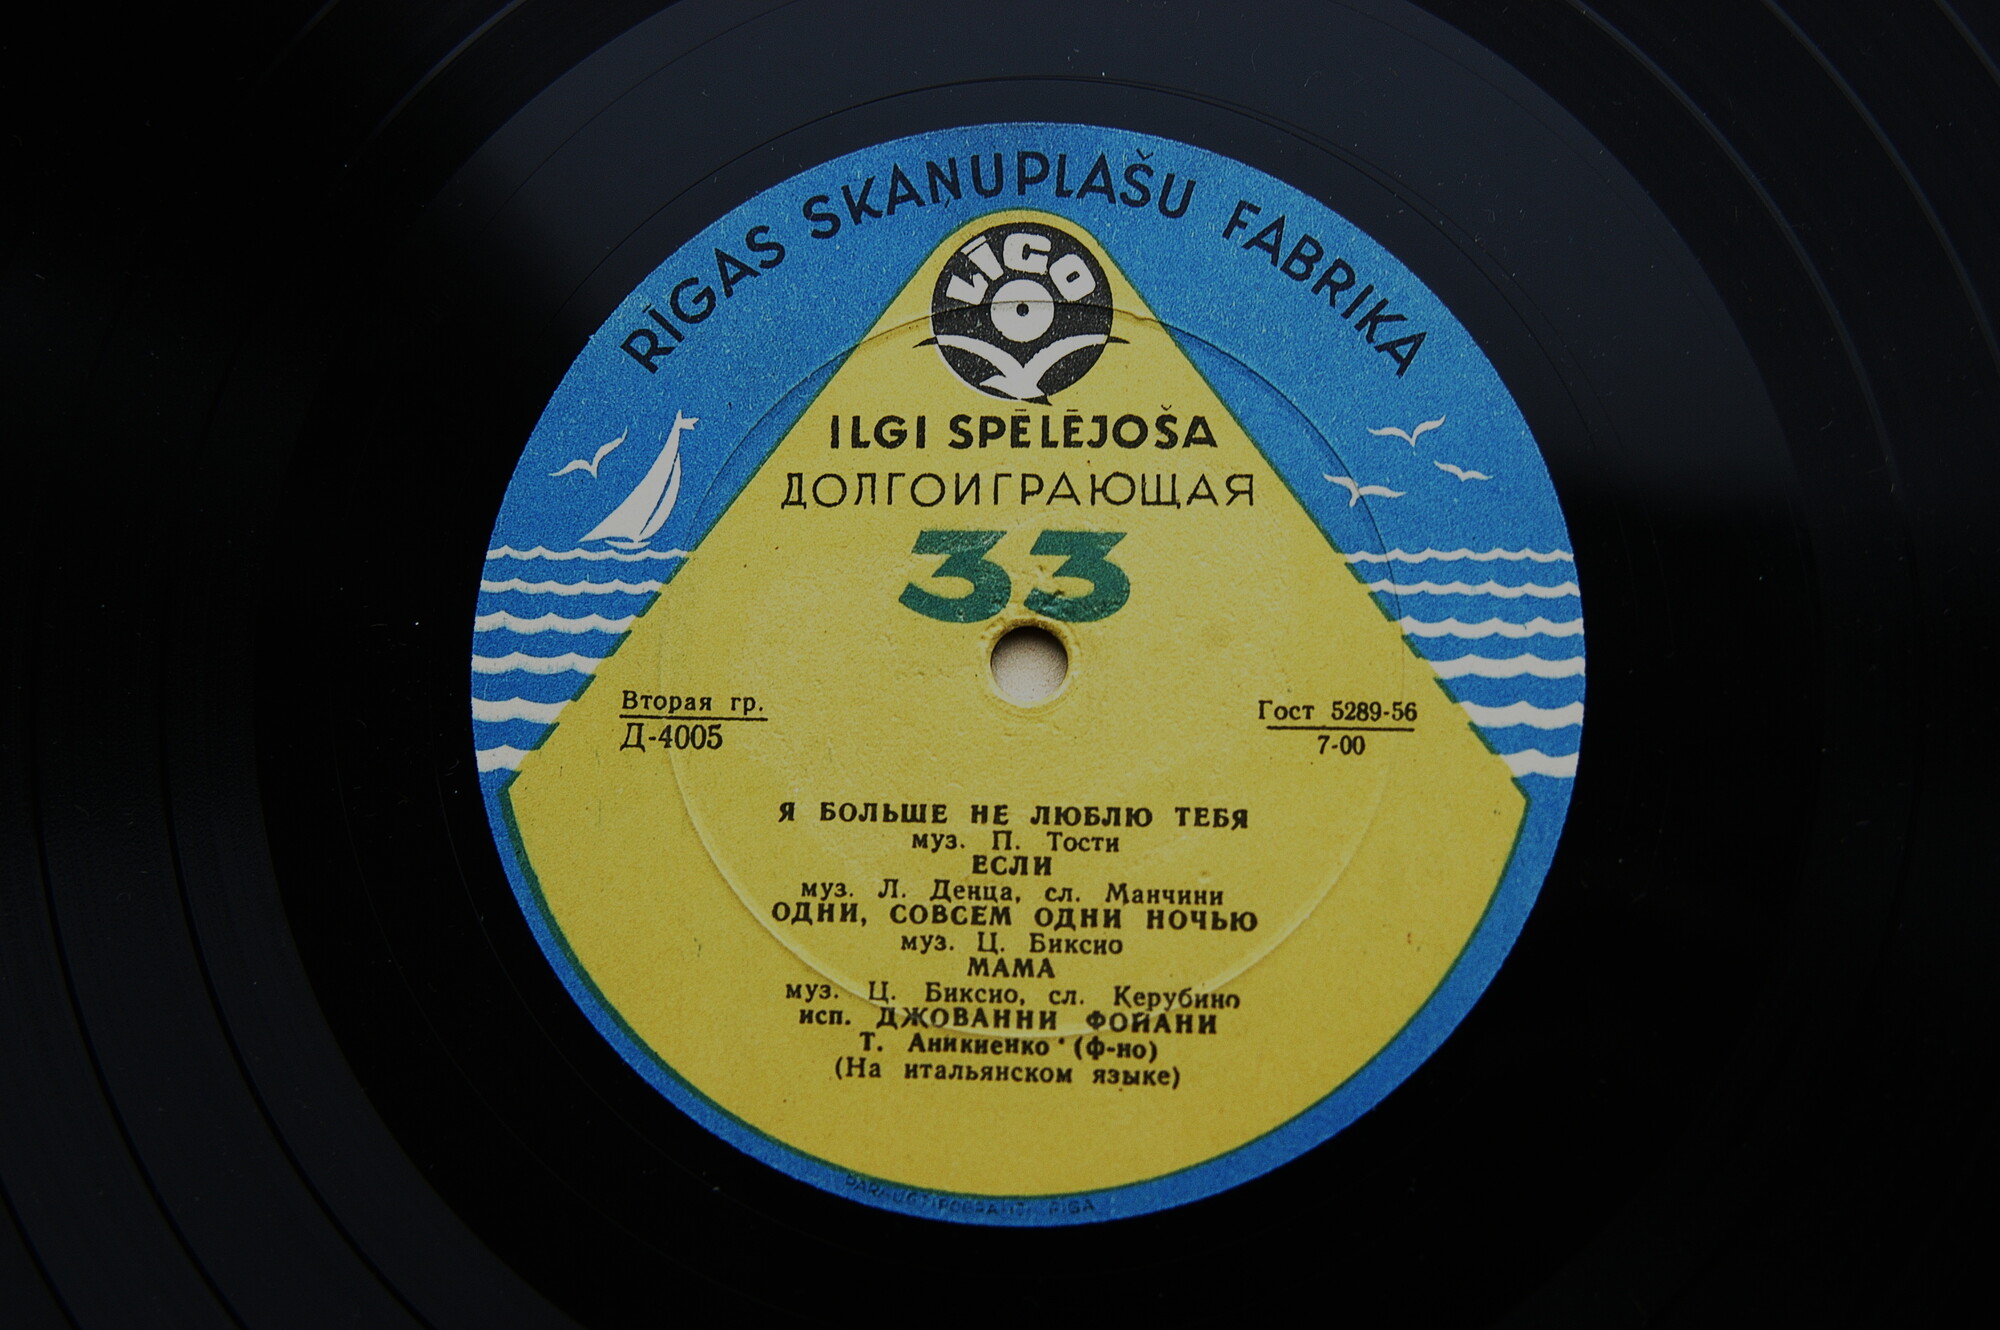 RĪGAS SKAŅUPLAŠU FABRIKA
LĪGO
ILGI SPĒLĒJOŠA
ДОЛГОИГРАЮЩАЯ
33
Вторая гр.
Д-4005
Гост 5289-56
7-00
Я БОЛЬШЕ НЕ ЛЮБЛЮ ТЕБЯ
муз. П. Тости
ЕСЛИ
муз. Л. Денца, сл. Манчини
ОДНИ, СОВСЕМ ОДНИ НОЧЬЮ
муз. Ц. Биксио
МАМА
муз. Ц. Биксио, сл. Керубино
исп. ДЖОВАННИ ФОЙАНИ
Т. Аникиенко (ф-но)
(На итальянском языке)
RIGA